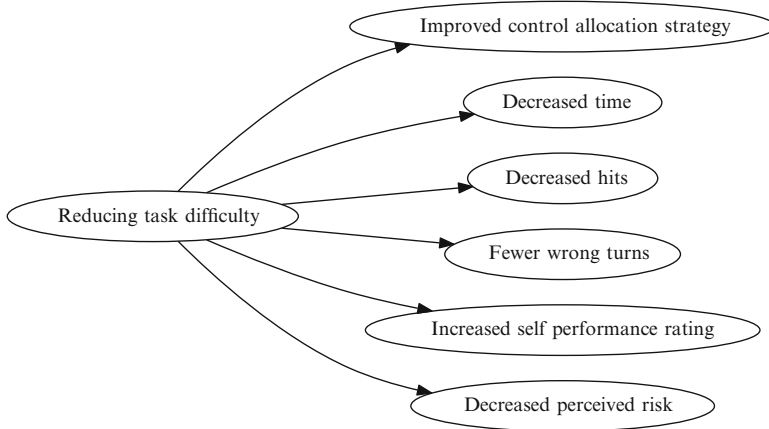 Improved control allocation strategy
Decreased time
Decreased hits
Reducing task difficulty
Fewer wrong turns
Increased self performance rating
Decreased perceived risk